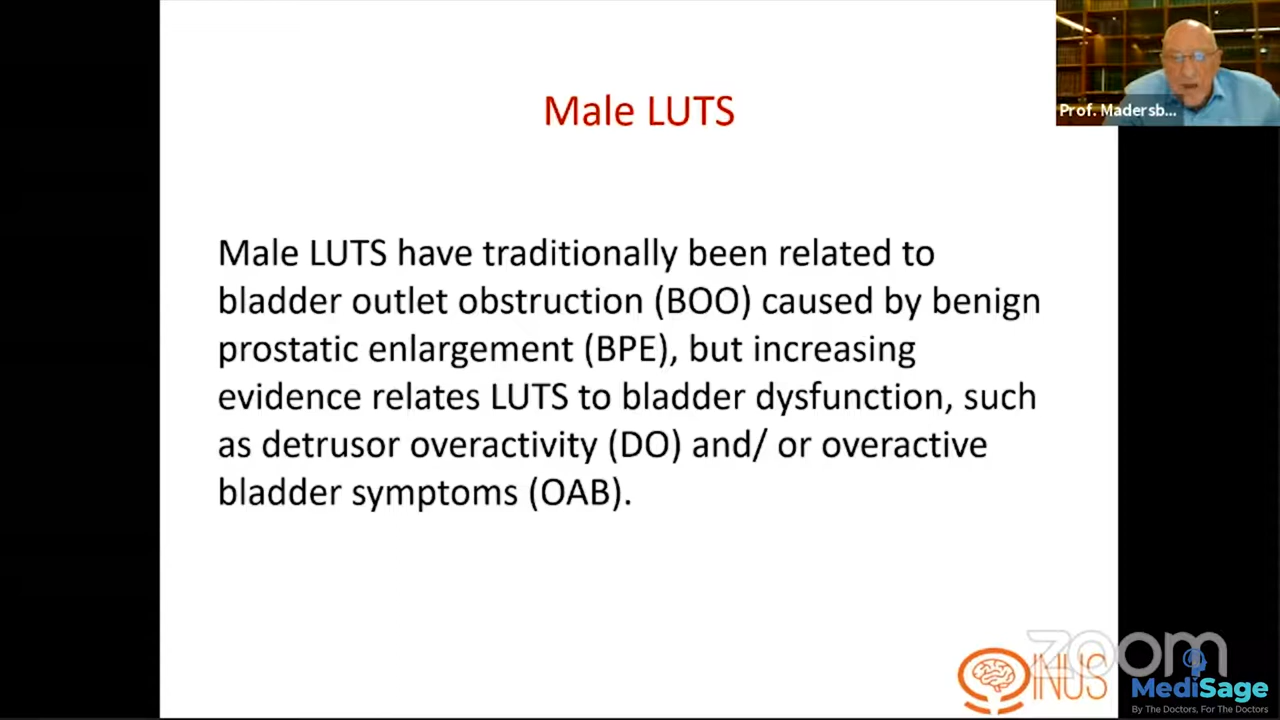 Male LUTS
Prof. Madersb...
Male LUTS have traditionally been related to
bladder outlet obstruction (BOO) caused by benign
prostatic enlargement (BPE), but increasing
evidence relates LUTS to bladder dysfunction, such
as detrusor overactivity (DO) and/ or overactive
bladder symptoms (OAB).
zoom
INUS
MediSage
By The Doctors, For The Doctors